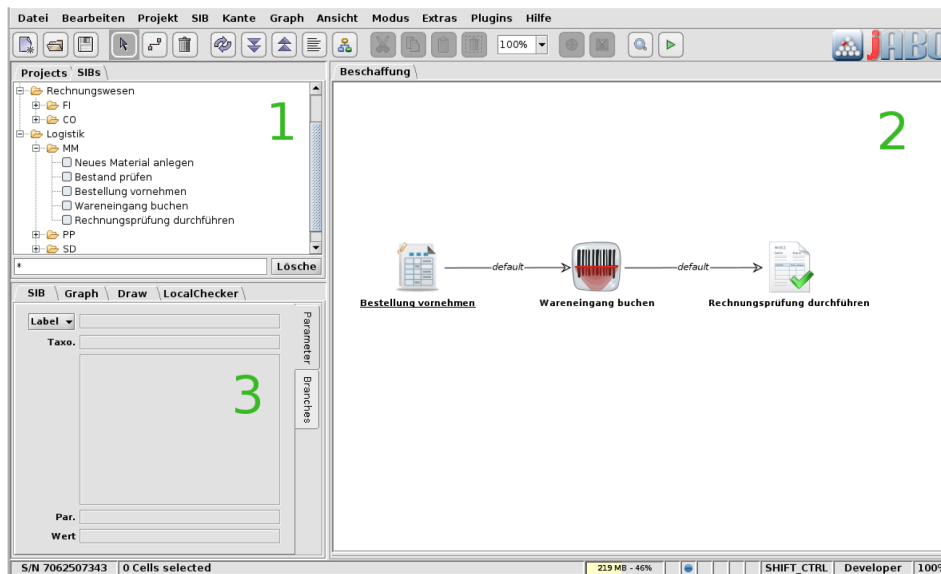 Datei Bearbeiten Projekt SIB Kante Graph Ansicht Modus Extras Plugins Hilfe
100%
jABC
Projects SIBs
Rechnungswesen
FI
CO
Logistik
MM
Neues Material anlegen
Bestand prüfen
Bestellung vornehmen
Wareneingang buchen
Rechnungsprüfung durchführen
PP
SD
*
Lösche
1
SIB Graph Draw LocalChecker
Label
Taxo.
Par.
Wert
Parameter
Branches
3
Beschaffung
2
default default
Bestellung vornehmen Wareneingang buchen Rechnungsprüfung durchführen
S/N 7062507343 0 Cells selected 219 MB - 46% SHIFT_CTRL Developer 100%